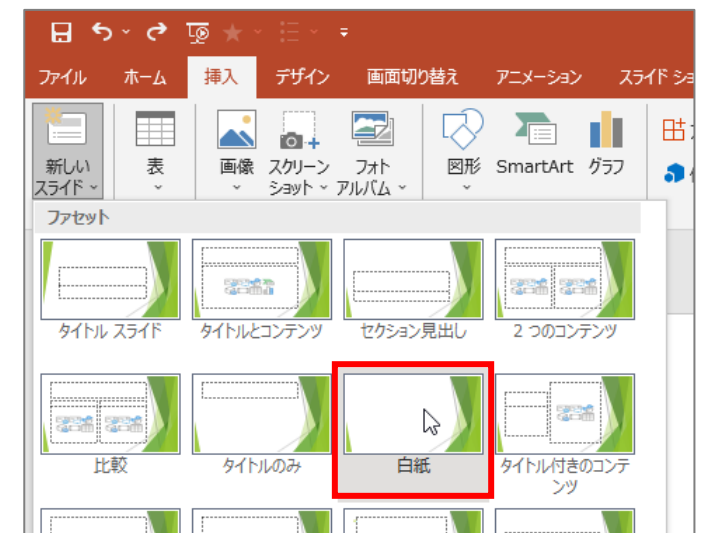 ファイル ホーム 挿入 デザイン 画面切り替え アニメーション スライド ショ
新しい
スライド
表
画像
スクリーン
ショット
フォト
アルバム
図形
SmartArt
グラフ
ファセット
タイトル スライド タイトルとコンテンツ セクション見出し 2 つのコンテンツ
比較 タイトルのみ 白紙 タイトル付きのコンテ
ンツ